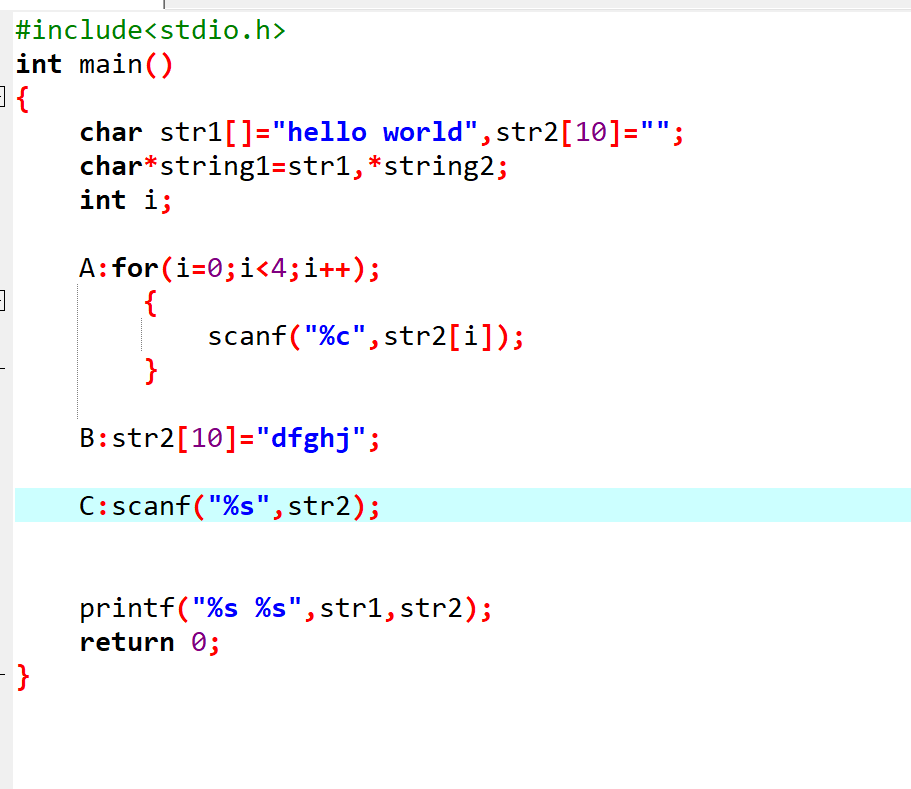 #include<stdio.h>
int main()
{
    char str1[]="hello world",str2[10]="";
    char*string1=str1,*string2;
    int i;
    A:for(i=0;i<4;i++);
        {
            scanf("%c",str2[i]);
        }
    B:str2[10]="dfghj";
    C:scanf("%s",str2);
    printf("%s %s",str1,str2);
    return 0;
}